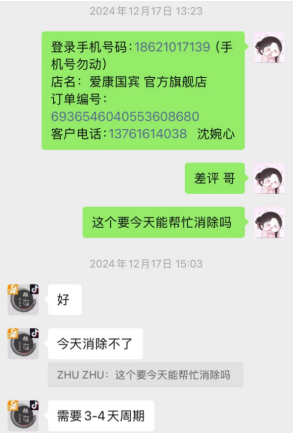 2024年12月17日 13:23
登录手机号码：18621017139（手
机号勿动）
店名：爱康国宾 官方旗舰店
订单编号：
6936546040553608680
客户电话：13761614038 沈婉心
差评 哥
这个要今天能帮忙消除吗
2024年12月17日 15:03
好
今天消除不了
ZHU ZHU：这个要今天能帮忙消除吗
需要3-4天周期